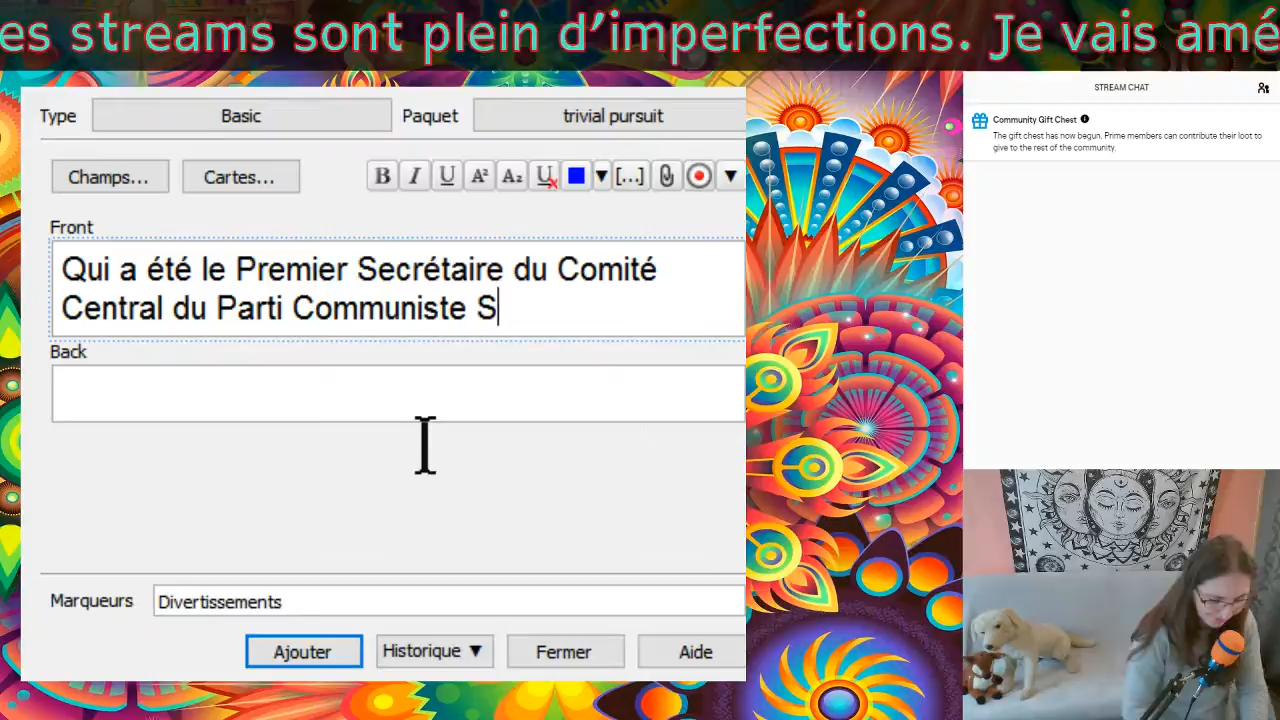 es streams sont plein d’imperfections. Je vais amé
Type Basic Paquet trivial pursuit
Champs... Cartes... B I U A² A₂ U [...]
Front
Qui a été le Premier Secrétaire du Comité
Central du Parti Communiste S
Back
Marqueurs Divertissements
Ajouter Historique ▼ Fermer Aide
STREAM CHAT
Community Gift Chest
The gift chest has now begun. Prime members can contribute their loot to
give to the rest of the community.